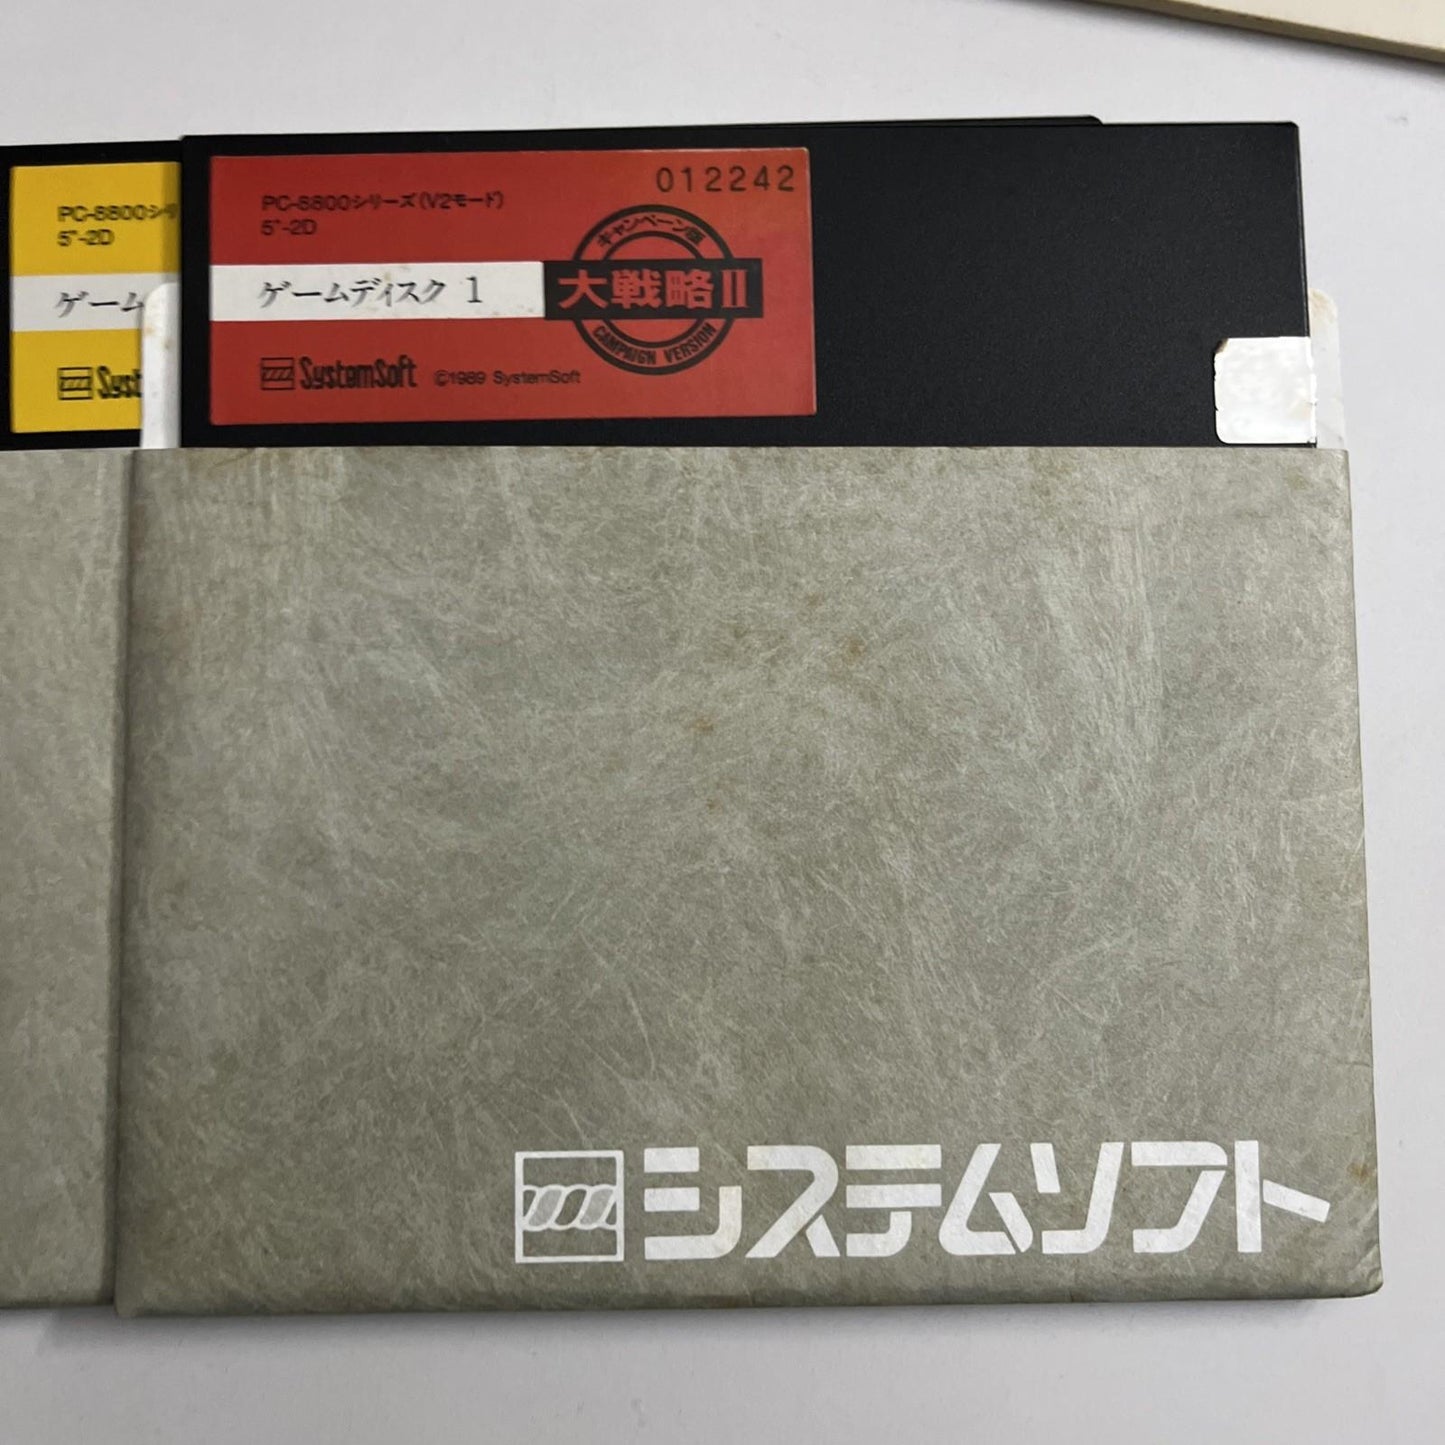 PC-8800シリ
5"-2D
ゲーム
Syst
PC-8800シリーズ(V2モード)
5"-2D
012242
キャンペーン版
ゲームディスク 1
大戦略II
CAMPAIGN VERSION
SystemSoft ©1989 SystemSoft
システムソフト